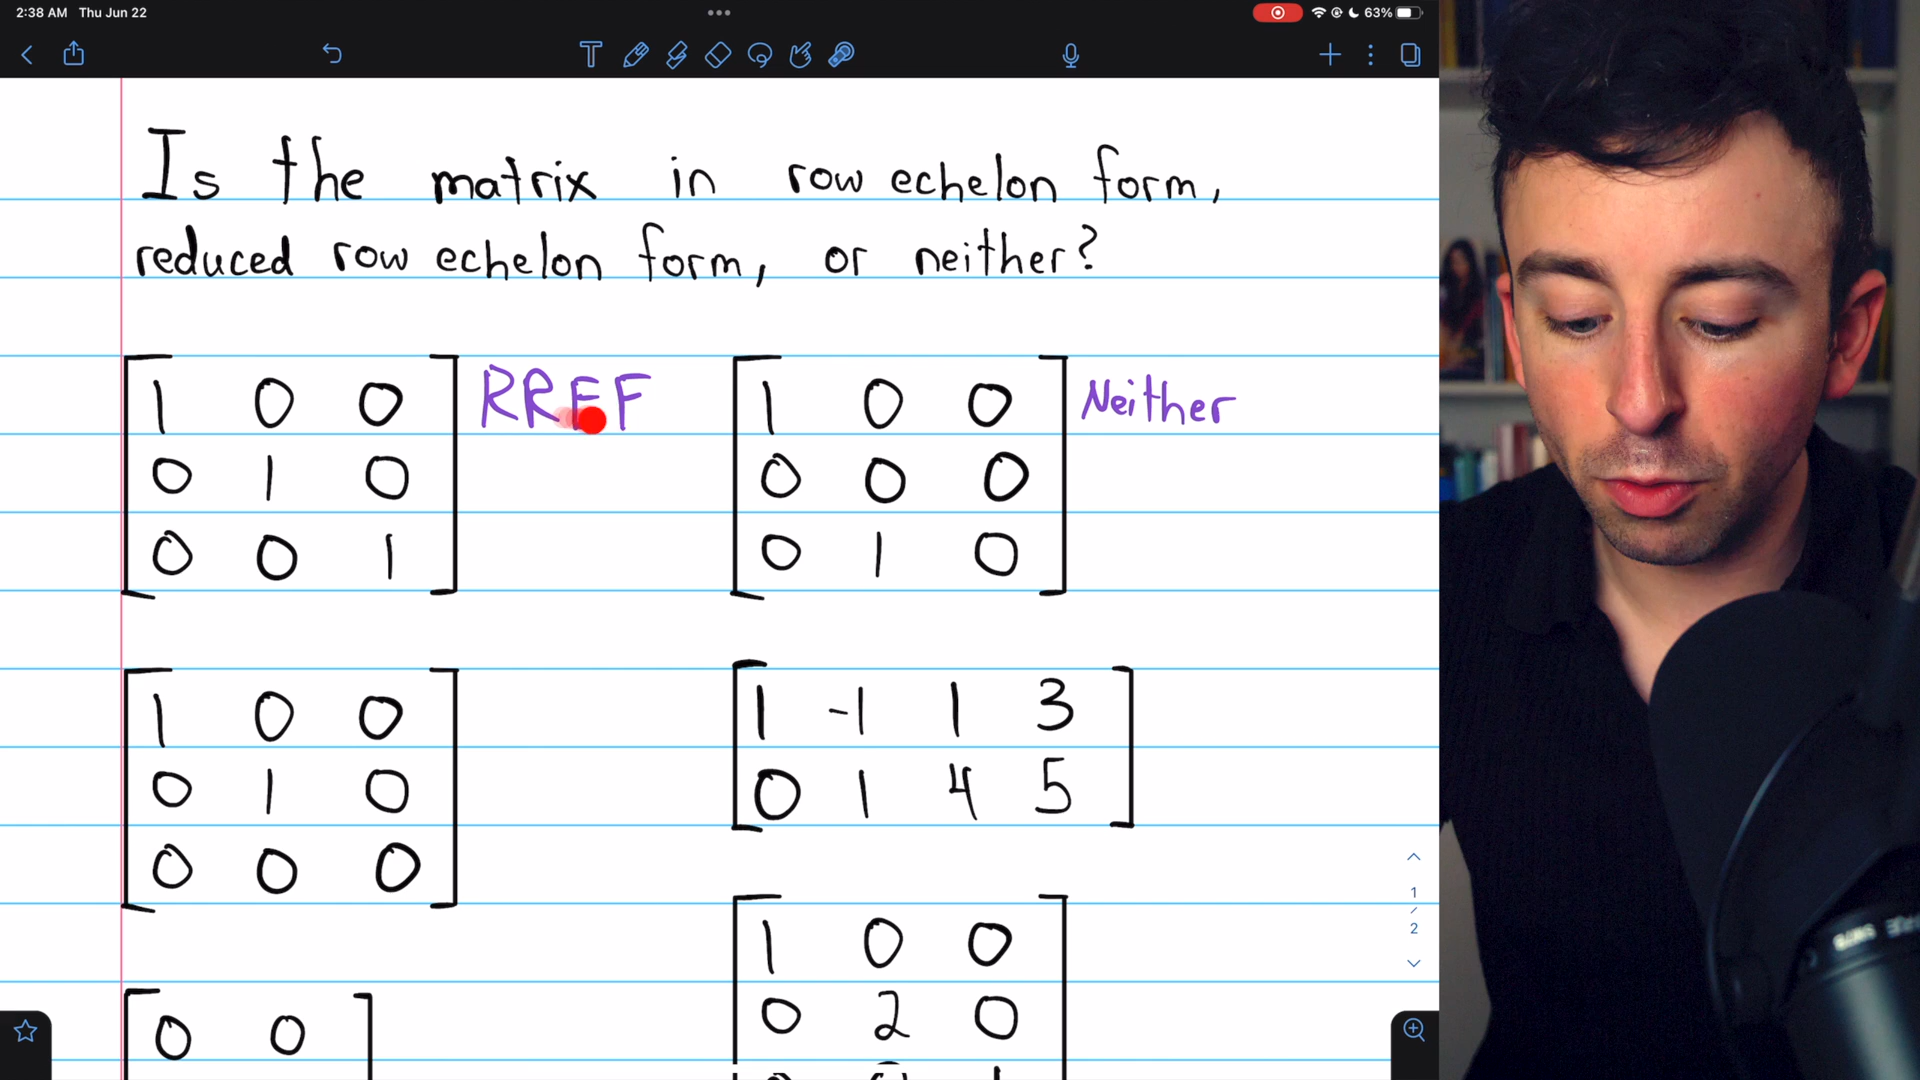 2:38 AM Thu Jun 22
63%
Is the matrix in row echelon form,
reduced row echelon form, or neither?
1 0 0 RREF
0 1 0
0 0 1
1 0 0 Neither
0 0 0
0 1 0
1 0 0
0 1 0
0 0 0
1 -1 1 3
0 1 4 5
0 0
1 0 0
0 2 0
1
/
2